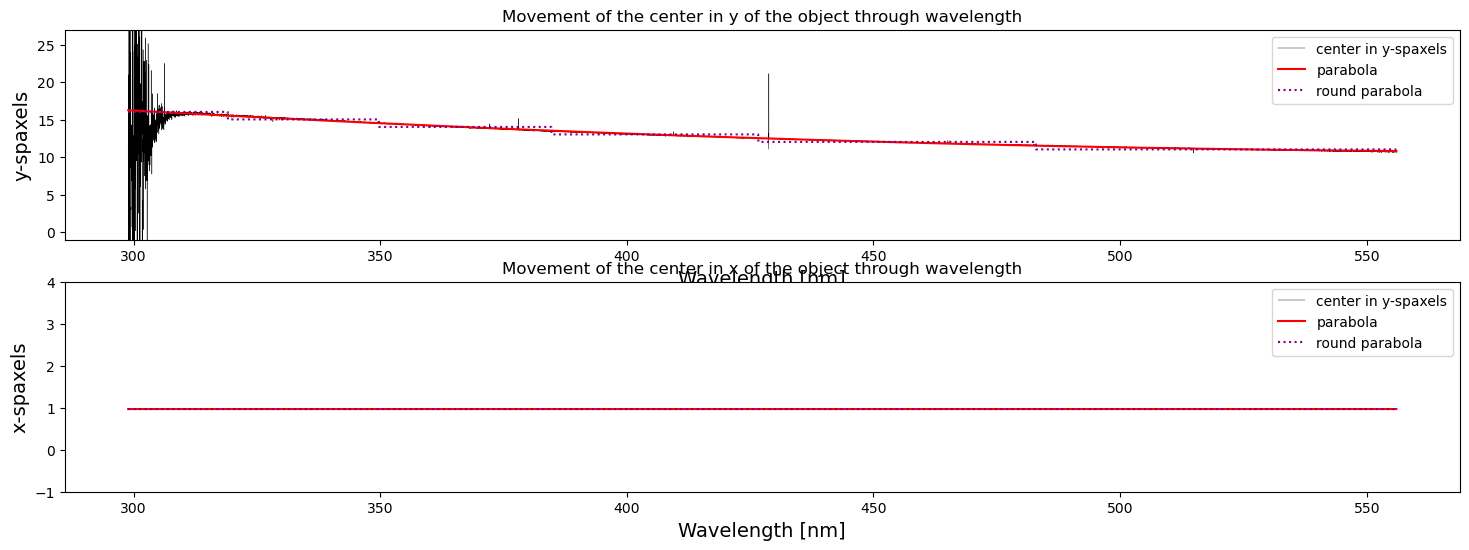 Movement of the center in y of the object through wavelength
y-spaxels
25
20
15
10
5
0
center in y-spaxels
parabola
round parabola
300 350 400 450 500 550
Wavelength [nm]
Movement of the center in x of the object through wavelength
x-spaxels
4
3
2
1
0
−1
center in y-spaxels
parabola
round parabola
300 350 400 450 500 550
Wavelength [nm]